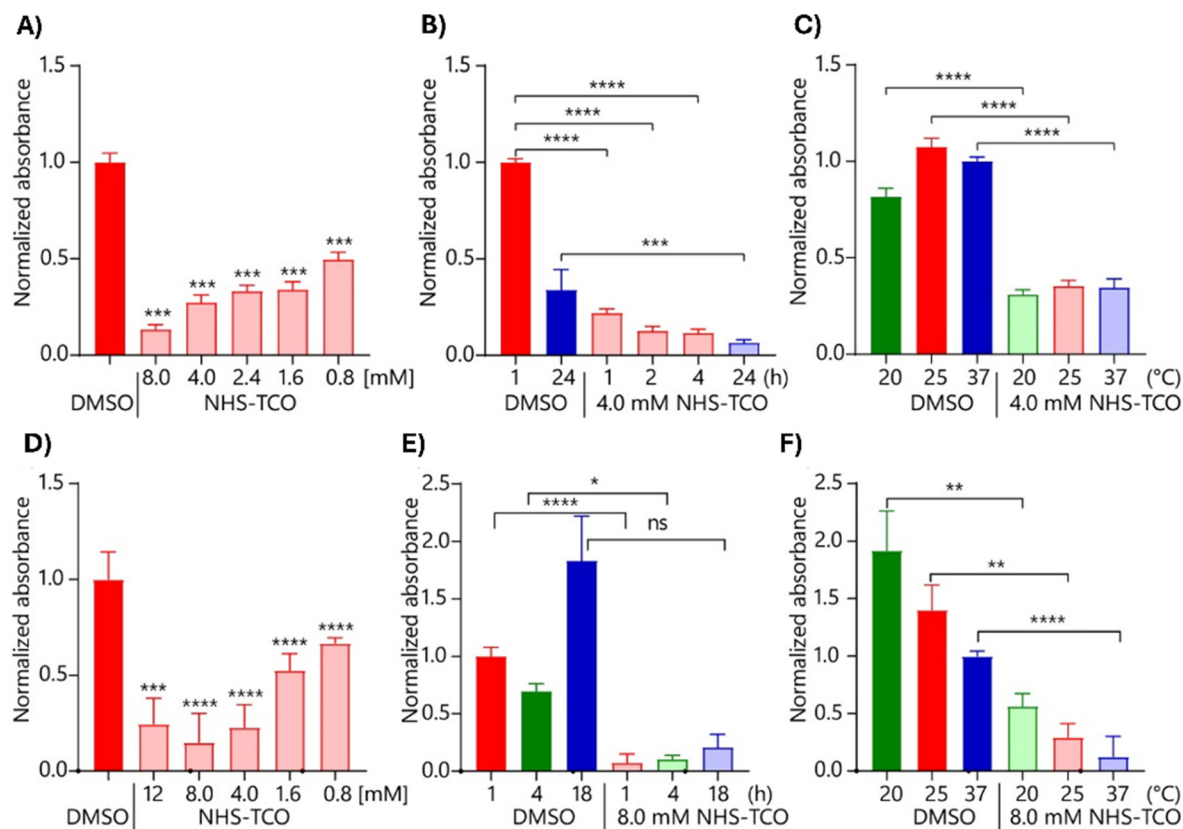 A)
Normalized absorbance
1.5
1.0
0.5
0.0
***
***
***
***
***
8.0 4.0 2.4 1.6 0.8 [mM]
DMSO NHS-TCO
B)
Normalized absorbance
1.5
1.0
0.5
0.0
****
****
****
***
1 24 1 2 4 24 (h)
DMSO 4.0 mM NHS-TCO
C)
Normalized absorbance
1.5
1.0
0.5
0.0
****
****
****
20 25 37 20 25 37 (°C)
DMSO 4.0 mM NHS-TCO
D)
Normalized absorbance
1.5
1.0
0.5
0.0
***
****
****
****
****
12 8.0 4.0 1.6 0.8 [mM]
DMSO NHS-TCO
E)
Normalized absorbance
2.5
2.0
1.5
1.0
0.5
0.0
*
****
ns
1 4 18 1 4 18 (h)
DMSO 8.0 mM NHS-TCO
F)
Normalized absorbance
2.5
2.0
1.5
1.0
0.5
0.0
**
**
****
20 25 37 20 25 37 (°C)
DMSO 8.0 mM NHS-TCO